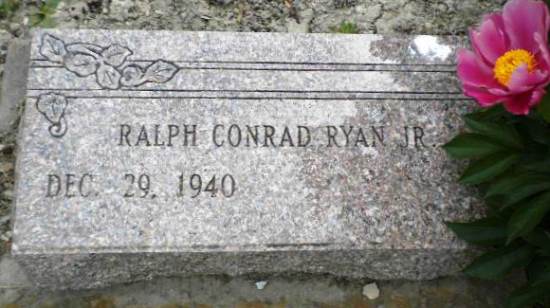 RALPH CONRAD RYAN JR.
DEC. 29, 1940